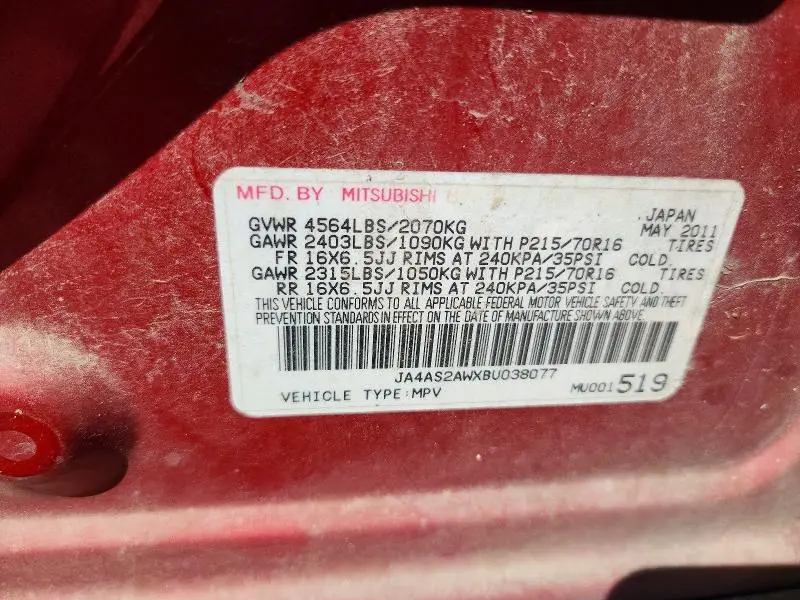 MFD. BY MITSUBISHI
JAPAN
GVWR 4564LBS/2070KG MAY 2011
GAWR 2403LBS/1090KG WITH P215/70R16 TIRES
FR 16X6.5JJ RIMS AT 240KPA/35PSI COLD.
GAWR 2315LBS/1050KG WITH P215/70R16 TIRES
RR 16X6.5JJ RIMS AT 240KPA/35PSI COLD.
THIS VEHICLE CONFORMS TO ALL APPLICABLE FEDERAL MOTOR VEHICLE SAFETY AND THEFT
PREVENTION STANDARDS IN EFFECT ON THE DATE OF MANUFACTURE SHOWN ABOVE.
JA4AS2AWXBU038077
VEHICLE TYPE:MPV MU001519